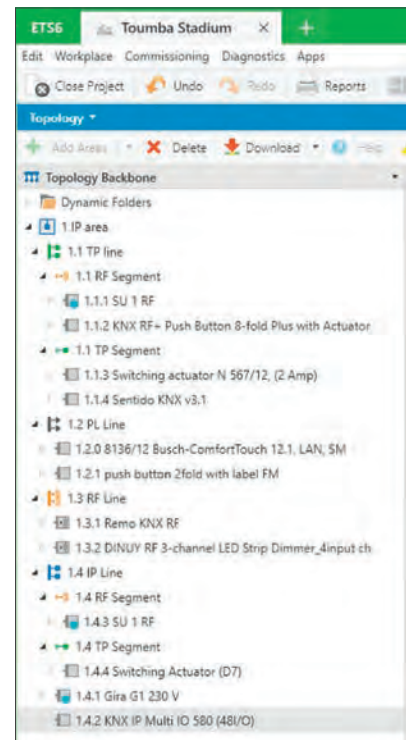 ETS6 Toumba Stadium × +
Edit Workplace Commissioning Diagnostics Apps
Close Project Undo Redo Reports
Topology
Add Areas Delete Download Help
Topology Backbone
Dynamic Folders
1 IP area
1.1 TP line
1.1 RF Segment
1.1.1 SU 1 RF
1.1.2 KNX RF+ Push Button 8-fold Plus with Actuator
1.1 TP Segment
1.1.3 Switching actuator N 567/12, (2 Amp)
1.1.4 Sentido KNX v3.1
1.2 PL Line
1.2.0 8136/12 Busch-ComfortTouch 12.1, LAN, SM
1.2.1 push button 2fold with label FM
1.3 RF Line
1.3.1 Remo KNX RF
1.3.2 DINUY RF 3-channel LED Strip Dimmer_4input ch
1.4 IP Line
1.4 RF Segment
1.4.3 SU 1 RF
1.4 TP Segment
1.4.4 Switching Actuator (D7)
1.4.1 Gira G1 230 V
1.4.2 KNX IP Multi IO 580 (48I/O)